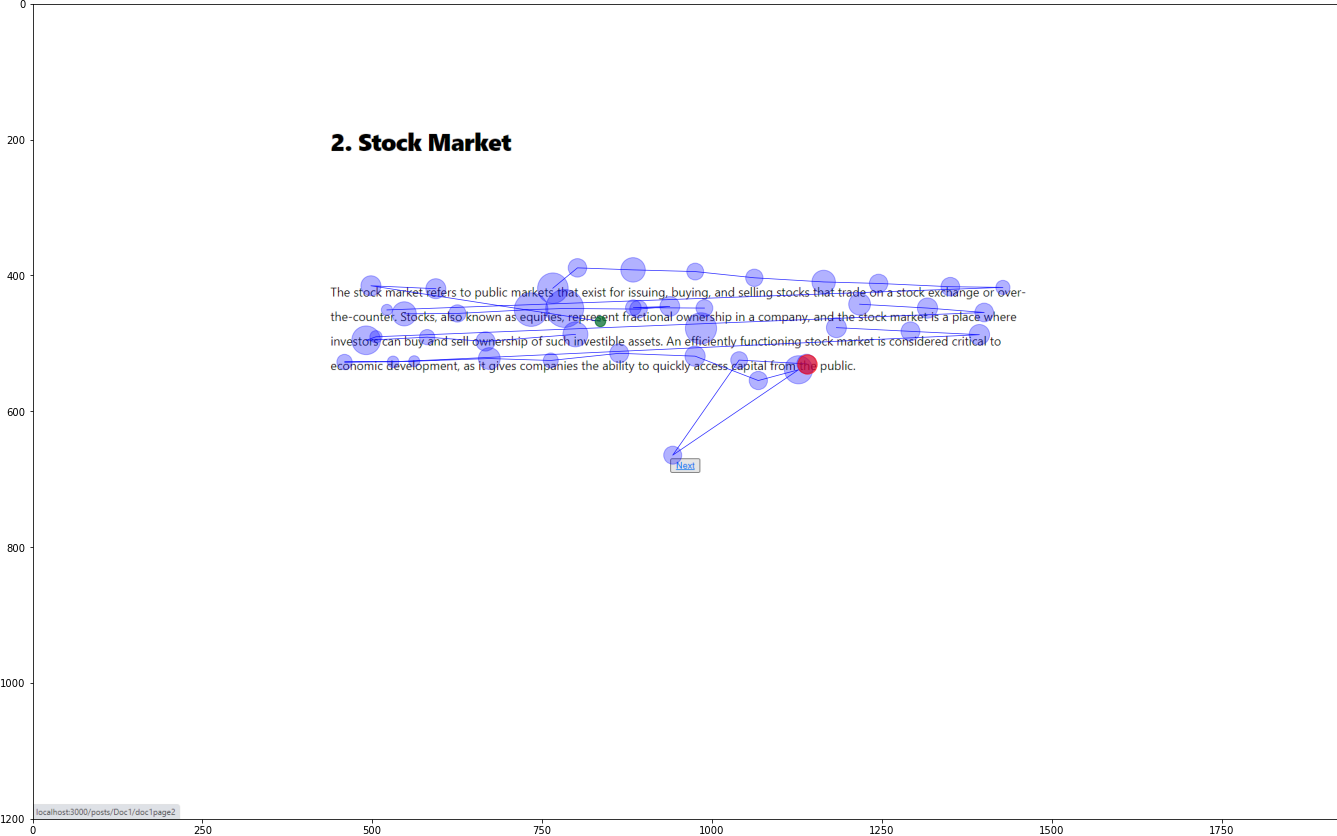 0
200
2. Stock Market
400
The stock market refers to public markets that exist for issuing, buying, and selling stocks that trade on a stock exchange or over-
the-counter. Stocks, also known as equities, represent fractional ownership in a company, and the stock market is a place where
investors can buy and sell ownership of such investible assets. An efficiently functioning stock market is considered critical to
economic development, as it gives companies the ability to quickly access capital from the public.
600
Next
800
1000
localhost:3000/posts/Doc1/doc1page2
1200
0 250 500 750 1000 1250 1500 1750